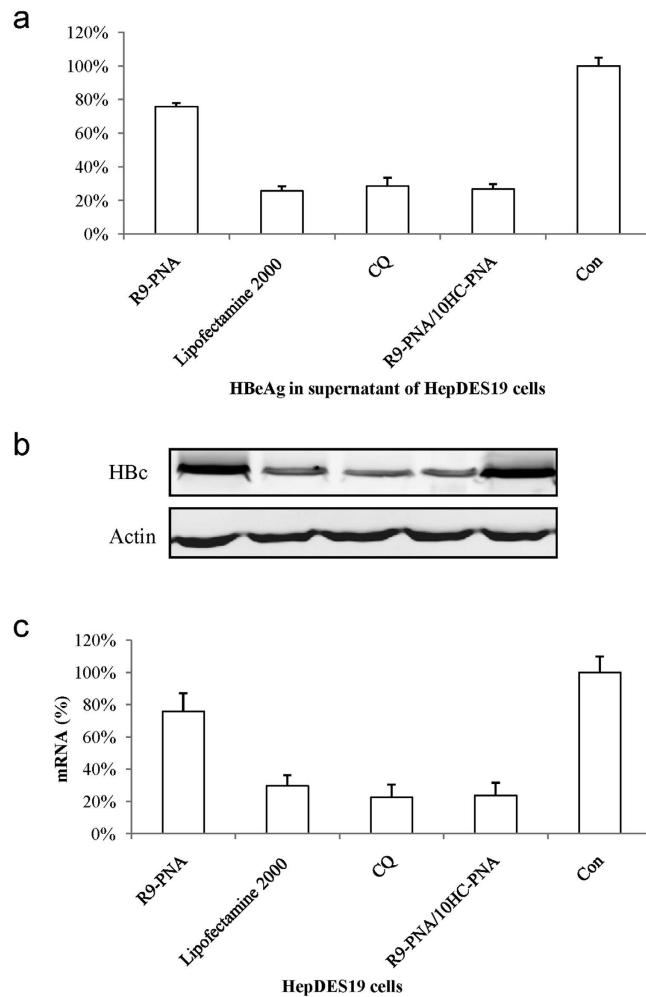 a
120%
100%
80%
60%
40%
20%
0%
R9-PNA
Lipofectamine 2000
CQ
R9-PNA/10HC-PNA
Con
HBeAg in supernatant of HepDES19 cells
b
HBc
Actin
c
mRNA (%)
120%
100%
80%
60%
40%
20%
0%
R9-PNA
Lipofectamine 2000
CQ
R9-PNA/10HC-PNA
Con
HepDES19 cells